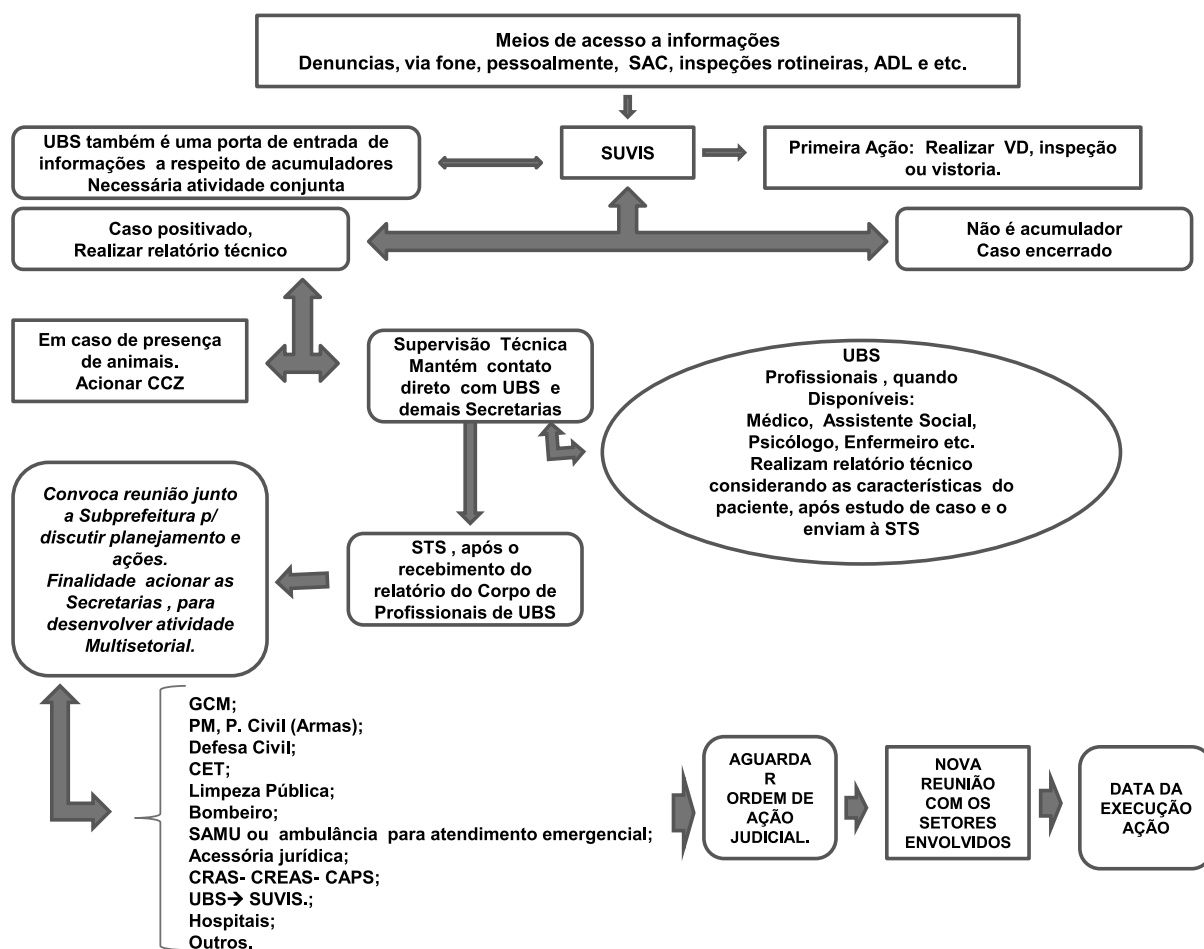 Meios de acesso a informações
Denuncias, via fone, pessoalmente, SAC, inspeções rotineiras, ADL e etc.
UBS também é uma porta de entrada de
informações a respeito de acumuladores
Necessária atividade conjunta
SUVIS
Primeira Ação: Realizar VD, inspeção
ou vistoria.
Caso positivado,
Realizar relatório técnico
Não é acumulador
Caso encerrado
Em caso de presença
de animais.
Acionar CCZ
Supervisão Técnica
Mantém contato
direto com UBS e
demais Secretarias
UBS
Profissionais , quando
Disponíveis:
Médico, Assistente Social,
Psicólogo, Enfermeiro etc.
Realizam relatório técnico
considerando as características do
paciente, após estudo de caso e o
enviam à STS
Convoca reunião junto
a Subprefeitura p/
discutir planejamento e
ações.
Finalidade acionar as
Secretarias , para
desenvolver atividade
Multisetorial.
STS , após o
recebimento do
relatório do Corpo de
Profissionais de UBS
GCM;
PM, P. Civil (Armas);
Defesa Civil;
CET;
Limpeza Pública;
Bombeiro;
SAMU ou ambulância para atendimento emergencial;
Acessória jurídica;
CRAS- CREAS- CAPS;
UBS→ SUVIS.;
Hospitais;
Outros.
AGUARDA
R
ORDEM DE
AÇÃO
JUDICIAL.
NOVA
REUNIÃO
COM OS
SETORES
ENVOLVIDOS
DATA DA
EXECUÇÃO
AÇÃO